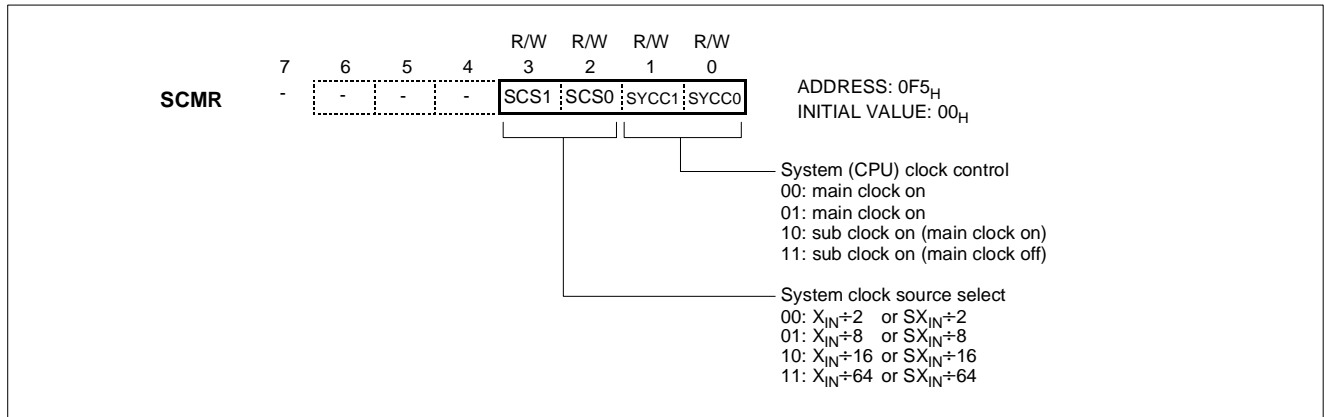 R/W R/W R/W R/W
7 6 5 4 3 2 1 0
SCMR - - - - SCS1 SCS0 SYCC1 SYCC0
ADDRESS: 0F5H
INITIAL VALUE: 00H
System (CPU) clock control
00: main clock on
01: main clock on
10: sub clock on (main clock on)
11: sub clock on (main clock off)
System clock source select
00: XIN÷2 or SXIN÷2
01: XIN÷8 or SXIN÷8
10: XIN÷16 or SXIN÷16
11: XIN÷64 or SXIN÷64